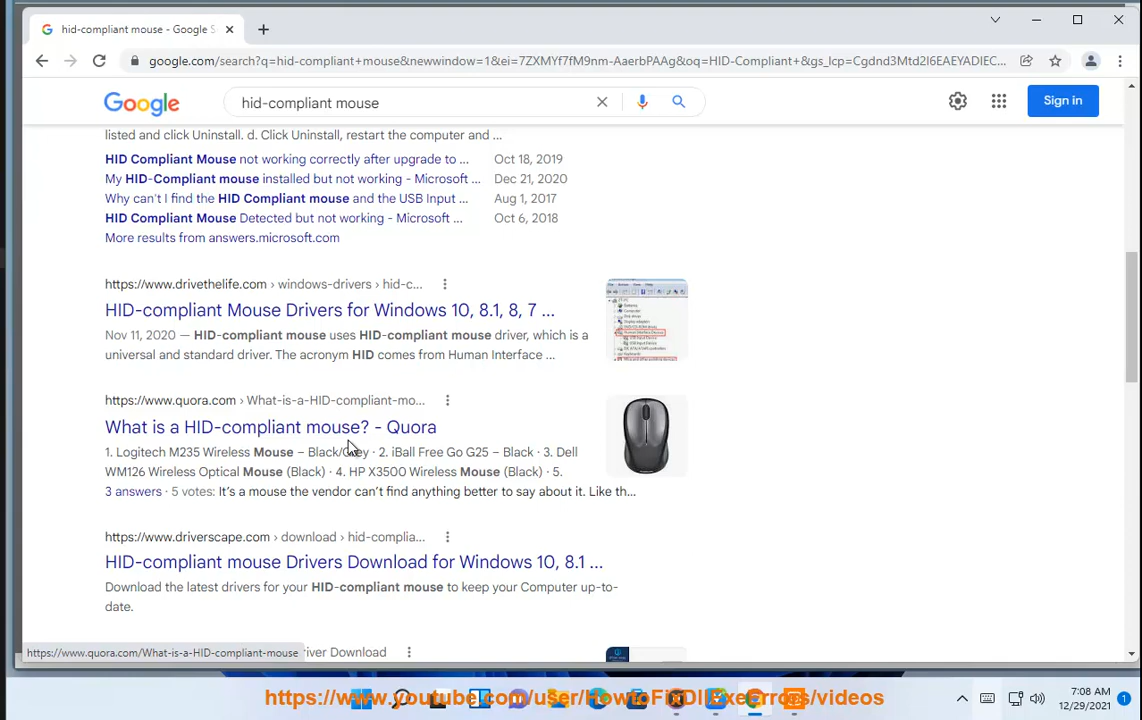 hid-compliant mouse - Google S
google.com/search?q=hid-compliant+mouse&newwindow=1&ei=7ZXMYf7fM9nm-AaerbPAAg&oq=HID-Compliant+&gs_lcp=Cgdnd3Mtd2l6EAEYADIEC...
Google
hid-compliant mouse
Sign in
listed and click Uninstall. d. Click Uninstall, restart the computer and ...
HID Compliant Mouse not working correctly after upgrade to ... Oct 18, 2019
My HID-Compliant mouse installed but not working - Microsoft ... Dec 21, 2020
Why can't I find the HID Compliant mouse and the USB Input ... Aug 1, 2017
HID Compliant Mouse Detected but not working - Microsoft ... Oct 6, 2018
More results from answers.microsoft.com
https://www.drivethelife.com › windows-drivers › hid-c...
HID-compliant Mouse Drivers for Windows 10, 8.1, 8, 7 ...
Nov 11, 2020 — HID-compliant mouse uses HID-compliant mouse driver, which is a
universal and standard driver. The acronym HID comes from Human Interface ...
https://www.quora.com › What-is-a-HID-compliant-mo...
What is a HID-compliant mouse? - Quora
1. Logitech M235 Wireless Mouse – Black/Grey · 2. iBall Free Go G25 – Black · 3. Dell
WM126 Wireless Optical Mouse (Black) · 4. HP X3500 Wireless Mouse (Black) · 5.
3 answers · 5 votes: It's a mouse the vendor can't find anything better to say about it. Like th...
https://www.driverscape.com › download › hid-complia...
HID-compliant mouse Drivers Download for Windows 10, 8.1 ...
Download the latest drivers for your HID-compliant mouse to keep your Computer up-to-
date.
https://www.quora.com/What-is-a-HID-compliant-mouse
river Download
https://www.youtube.com/user/HowtoFixDllExeErrors/videos
7:08 AM
12/29/2021
1